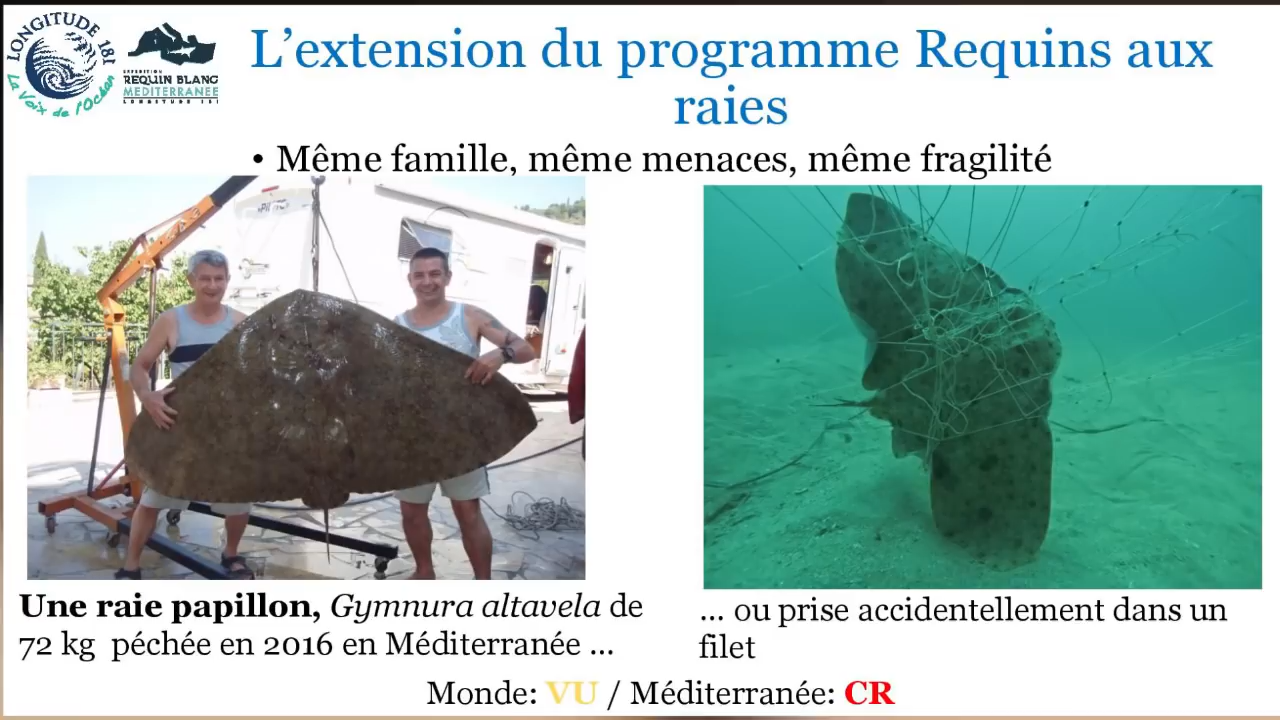 LONGITUDE 181
La Voix de l'Océan
EXPEDITION
REQUIN BLANC
MEDITERRANEE
LONGITUDE 181
L’extension du programme Requins aux
raies
• Même famille, même menaces, même fragilité
Une raie papillon, Gymnura altavela de
72 kg péchée en 2016 en Méditerranée ...
... ou prise accidentellement dans un
filet
Monde: VU / Méditerranée: CR